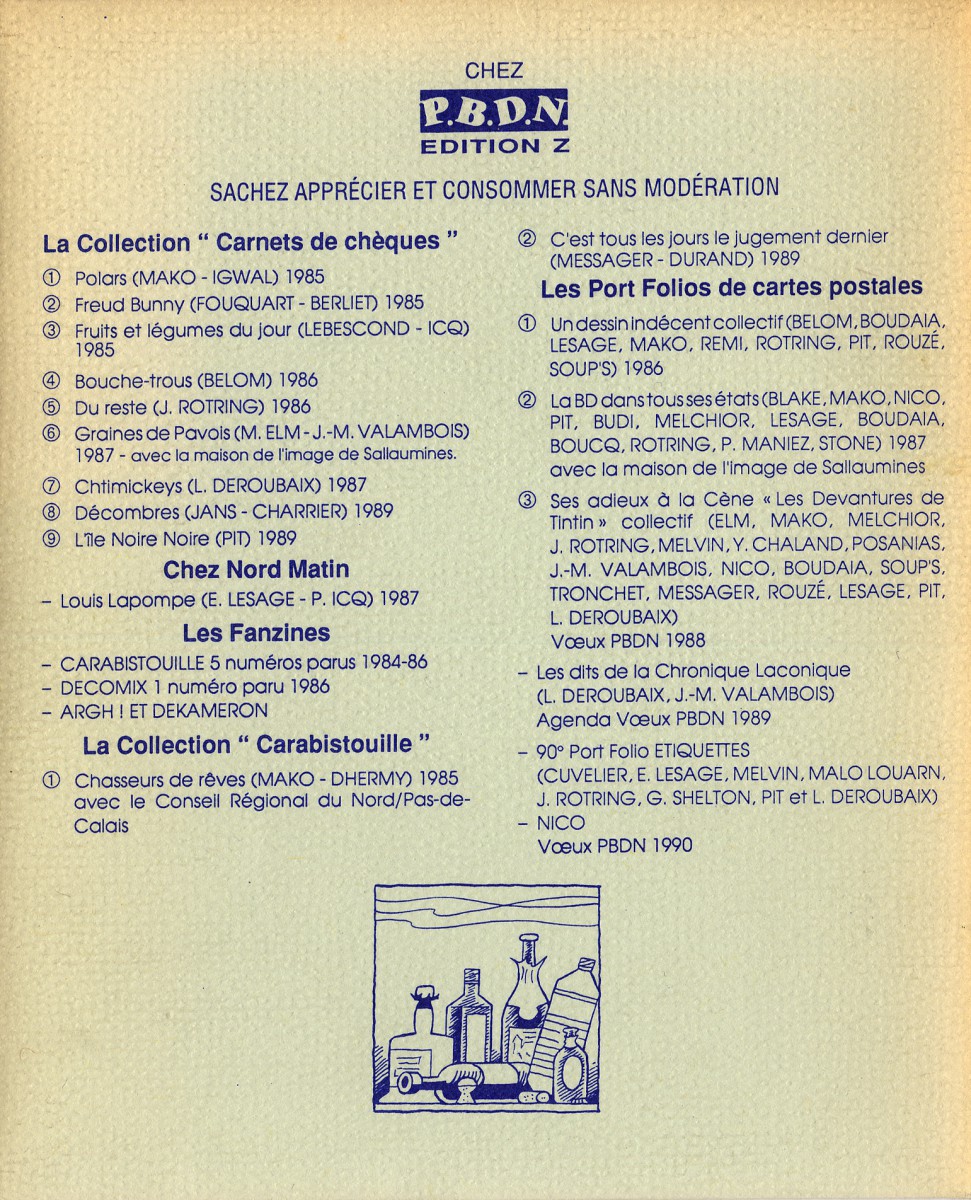 CHEZ
P.B.D.N.
EDITION Z
SACHEZ APPRÉCIER ET CONSOMMER SANS MODÉRATION
La Collection “ Carnets de chèques ”
① Polars (MAKO - IGWAL) 1985
② Freud Bunny (FOUQUART - BERLIET) 1985
③ Fruits et légumes du jour (LEBESCOND - ICQ)
1985
④ Bouche-trous (BELOM) 1986
⑤ Du reste (J. ROTRING) 1986
⑥ Graines de Pavois (M. ELM - J.-M. VALAMBOIS)
1987 - avec la maison de l'image de Sallaumines.
⑦ Chtimickeys (L. DEROUBAIX) 1987
⑧ Décombres (JANS - CHARRIER) 1989
⑨ L'île Noire Noire (PIT) 1989
Chez Nord Matin
– Louis Lapompe (E. LESAGE - P. ICQ) 1987
Les Fanzines
– CARABISTOUILLE 5 numéros parus 1984-86
– DECOMIX 1 numéro paru 1986
– ARGH ! ET DEKAMERON
La Collection “ Carabistouille ”
① Chasseurs de rêves (MAKO - DHERMY) 1985
avec le Conseil Régional du Nord/Pas-de-
Calais
② C'est tous les jours le jugement dernier
(MESSAGER - DURAND) 1989
Les Port Folios de cartes postales
① Un dessin indécent collectif (BELOM, BOUDAIA,
LESAGE, MAKO, REMI, ROTRING, PIT, ROUZÉ,
SOUP'S) 1986
② La BD dans tous ses états (BLAKE, MAKO, NICO,
PIT, BUDI, MELCHIOR, LESAGE, BOUDAIA,
BOUCQ, ROTRING, P. MANIEZ, STONE) 1987
avec la maison de l'image de Sallaumines
③ Ses adieux à la Cène « Les Devantures de
Tintin » collectif (ELM, MAKO, MELCHIOR,
J. ROTRING, MELVIN, Y. CHALAND, POSANIAS,
J.-M. VALAMBOIS, NICO, BOUDAIA, SOUP'S,
TRONCHET, MESSAGER, ROUZÉ, LESAGE, PIT,
L. DEROUBAIX)
Vœux PBDN 1988
– Les dits de la Chronique Laconique
(L. DEROUBAIX, J.-M. VALAMBOIS)
Agenda Vœux PBDN 1989
– 90° Port Folio ETIQUETTES
(CUVELIER, E. LESAGE, MELVIN, MALO LOUARN,
J. ROTRING, G. SHELTON, PIT et L. DEROUBAIX)
– NICO
Vœux PBDN 1990